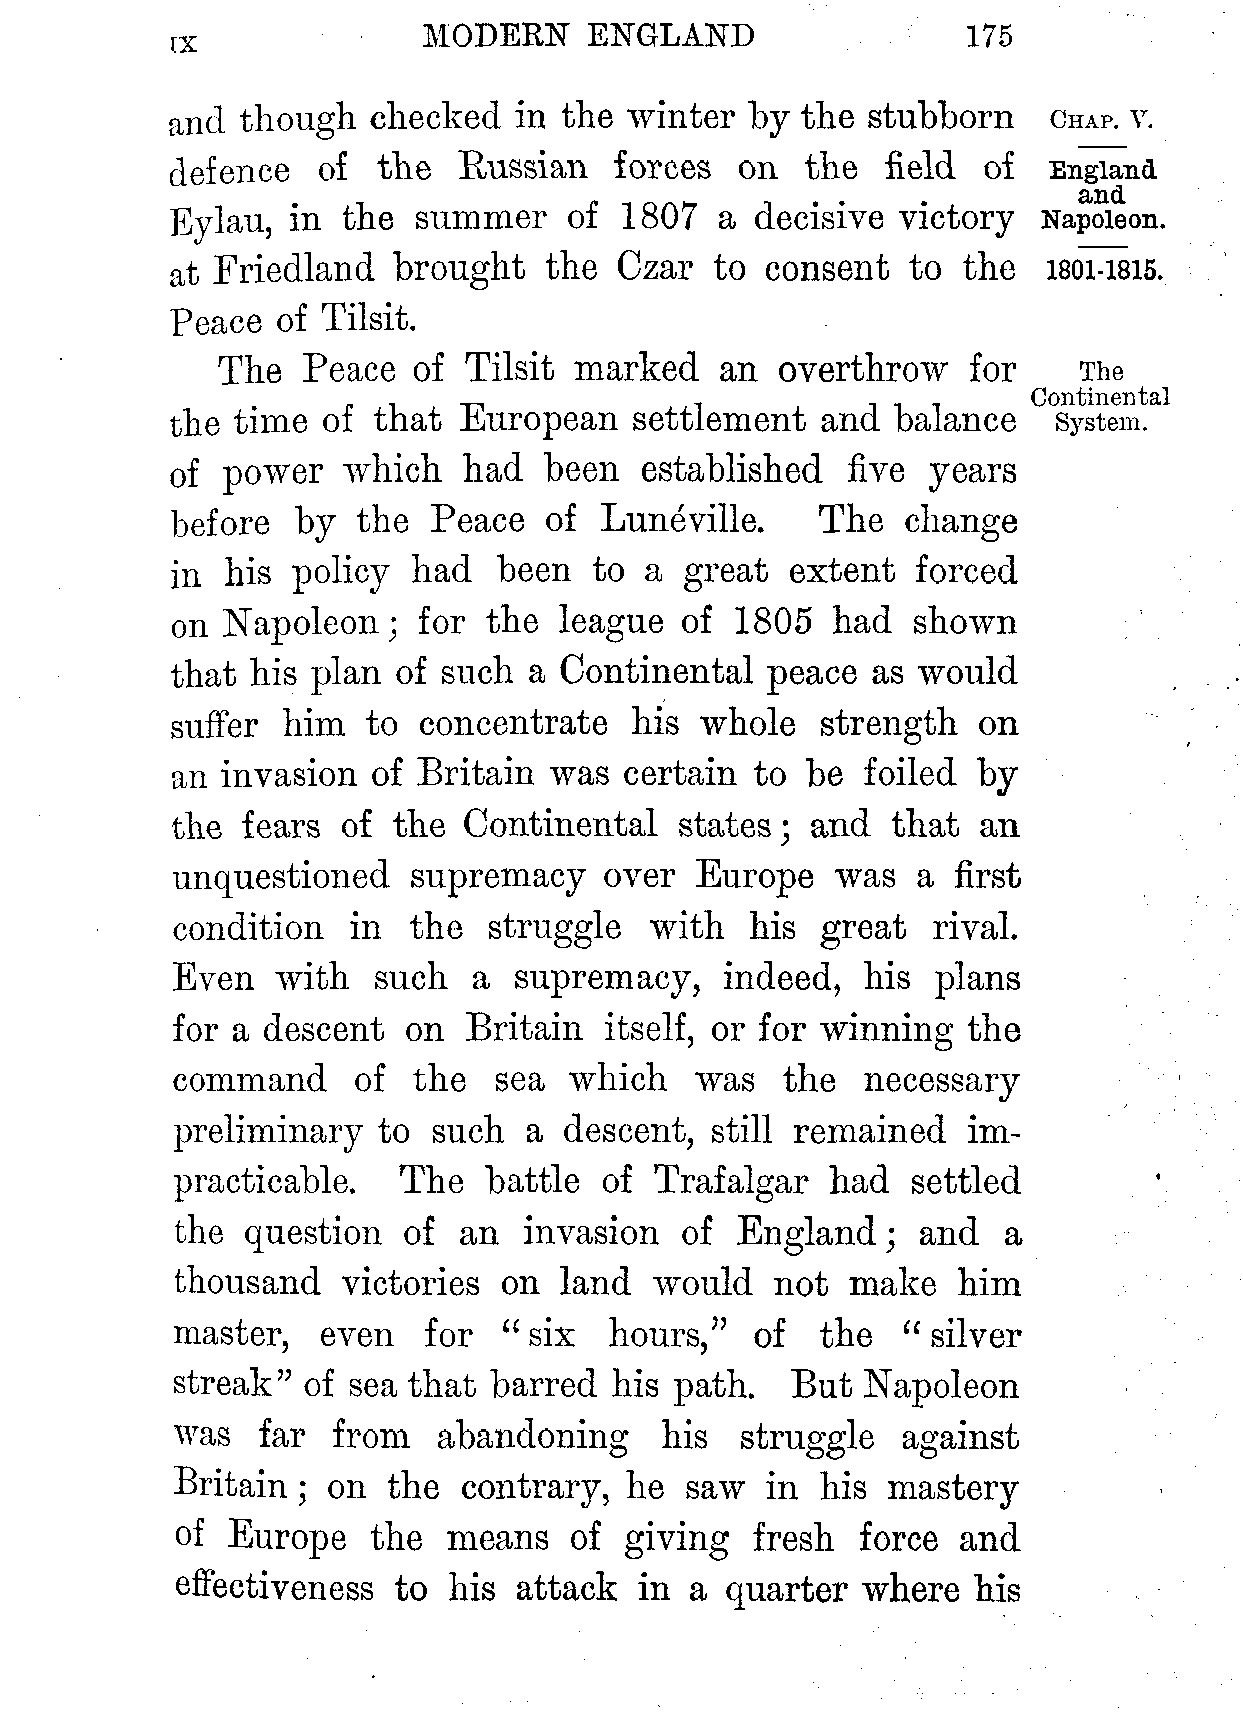 IX MODERN ENGLAND 175
and though checked in the winter by the stubborn
defence of the Russian forces on the field of
Eylau, in the summer of 1807 a decisive victory
at Friedland brought the Czar to consent to the
Peace of Tilsit.
CHAP. V.
England
and
Napoleon.
1801-1815.
The Peace of Tilsit marked an overthrow for
the time of that European settlement and balance
of power which had been established five years
before by the Peace of Lunéville. The change
in his policy had been to a great extent forced
on Napoleon; for the league of 1805 had shown
that his plan of such a Continental peace as would
suffer him to concentrate his whole strength on
an invasion of Britain was certain to be foiled by
the fears of the Continental states; and that an
unquestioned supremacy over Europe was a first
condition in the struggle with his great rival.
Even with such a supremacy, indeed, his plans
for a descent on Britain itself, or for winning the
command of the sea which was the necessary
preliminary to such a descent, still remained im-
practicable. The battle of Trafalgar had settled
the question of an invasion of England; and a
thousand victories on land would not make him
master, even for "six hours," of the "silver
streak" of sea that barred his path. But Napoleon
was far from abandoning his struggle against
Britain; on the contrary, he saw in his mastery
of Europe the means of giving fresh force and
effectiveness to his attack in a quarter where his
The
Continental
System.